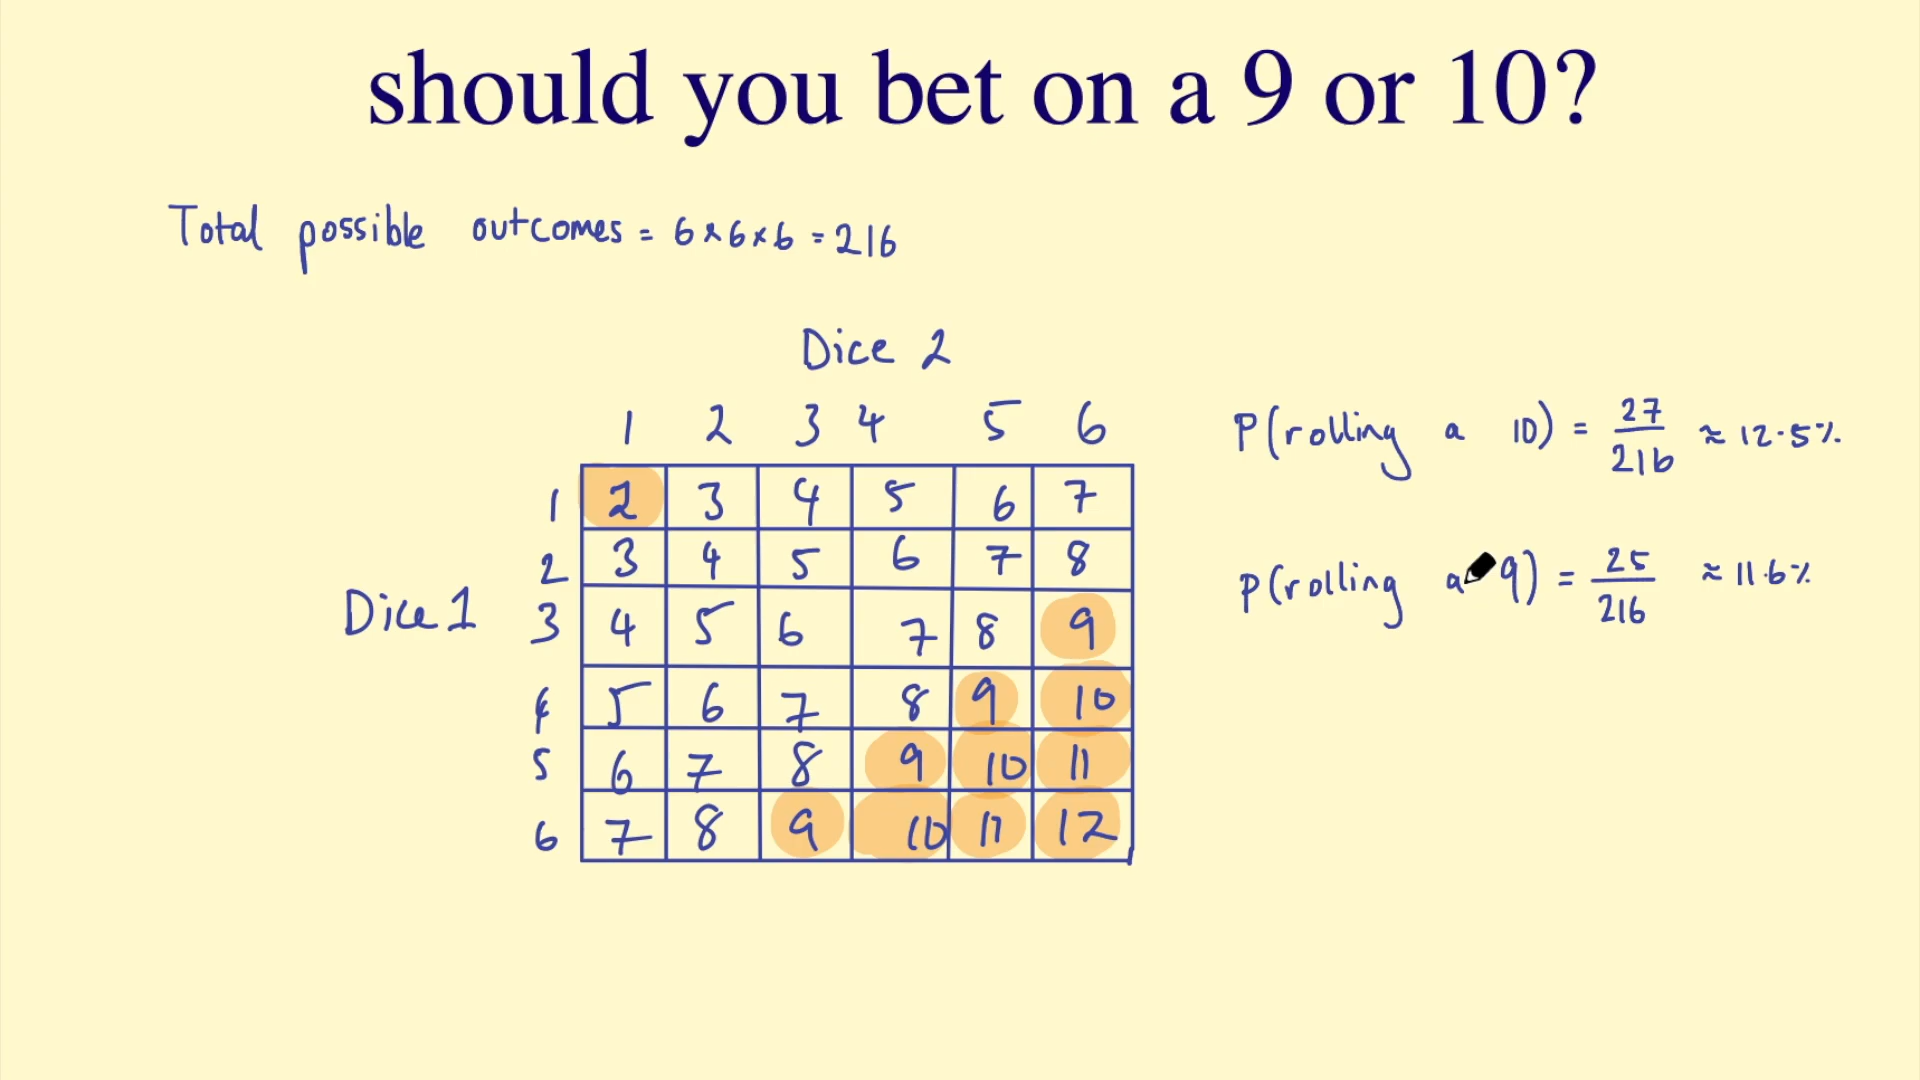 should you bet on a 9 or 10?
Total possible outcomes = 6 x 6 x 6 = 216
Dice 2
1 2 3 4 5 6
1 2 3 4 5 6 7
2 3 4 5 6 7 8
Dice 1
3 4 5 6 7 8 9
4 5 6 7 8 9 10
5 6 7 8 9 10 11
6 7 8 9 10 11 12
P(rolling a 10) = 27/216 ≈ 12.5%
P(rolling a 9) = 25/216 ≈ 11.6%